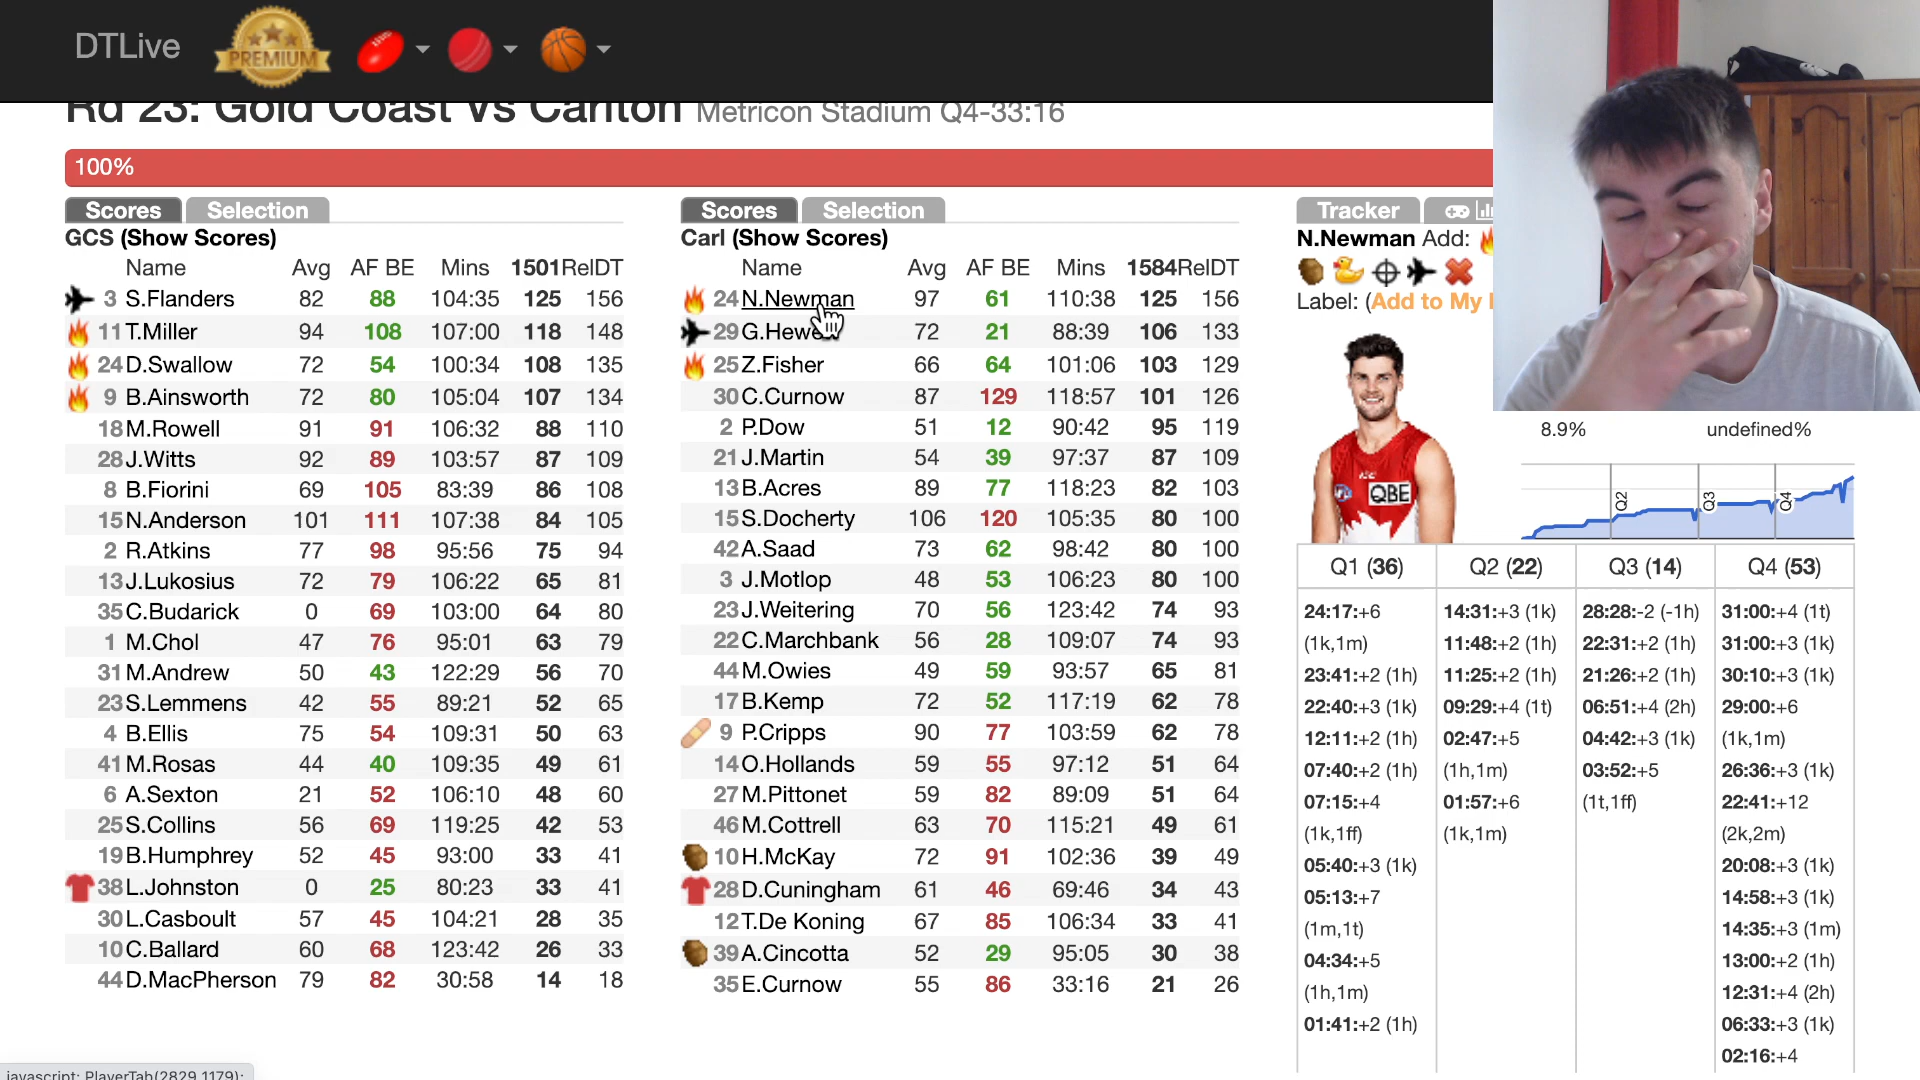 DTLive
PREMIUM
Rd 23: Gold Coast Vs Carlton Metricon Stadium Q4-33:16
100%
Scores Selection
GCS (Show Scores)
Name Avg AF BE Mins 1501 RelDT
3 S.Flanders 82 88 104:35 125 156
11 T.Miller 94 108 107:00 118 148
24 D.Swallow 72 54 100:34 108 135
9 B.Ainsworth 72 80 105:04 107 134
18 M.Rowell 91 91 106:32 88 110
28 J.Witts 92 89 103:57 87 109
8 B.Fiorini 69 105 83:39 86 108
15 N.Anderson 101 111 107:38 84 105
2 R.Atkins 77 98 95:56 75 94
13 J.Lukosius 72 79 106:22 65 81
35 C.Budarick 0 69 103:00 64 80
1 M.Chol 47 76 95:01 63 79
31 M.Andrew 50 43 122:29 56 70
23 S.Lemmens 42 55 89:21 52 65
4 B.Ellis 75 54 109:31 50 63
41 M.Rosas 44 40 109:35 49 61
6 A.Sexton 21 52 106:10 48 60
25 S.Collins 56 69 119:25 42 53
19 B.Humphrey 52 45 93:00 33 41
38 L.Johnston 0 25 80:23 33 41
30 L.Casboult 57 45 104:21 28 35
10 C.Ballard 60 68 123:42 26 33
44 D.MacPherson 79 82 30:58 14 18
Scores Selection
Carl (Show Scores)
Name Avg AF BE Mins 1584 RelDT
24 N.Newman 97 61 110:38 125 156
29 G.Hewe 72 21 88:39 106 133
25 Z.Fisher 66 64 101:06 103 129
30 C.Curnow 87 129 118:57 101 126
2 P.Dow 51 12 90:42 95 119
21 J.Martin 54 39 97:37 87 109
13 B.Acres 89 77 118:23 82 103
15 S.Docherty 106 120 105:35 80 100
42 A.Saad 73 62 98:42 80 100
3 J.Motlop 48 53 106:23 80 100
23 J.Weitering 70 56 123:42 74 93
22 C.Marchbank 56 28 109:07 74 93
44 M.Owies 49 59 93:57 65 81
17 B.Kemp 72 52 117:19 62 78
9 P.Cripps 90 77 103:59 62 78
14 O.Hollands 59 55 97:12 51 64
27 M.Pittonet 59 82 89:09 51 64
46 M.Cottrell 63 70 115:21 49 61
10 H.McKay 72 91 102:36 39 49
28 D.Cuningham 61 46 69:46 34 43
12 T.De Koning 67 85 106:34 33 41
39 A.Cincotta 52 29 95:05 30 38
35 E.Curnow 55 86 33:16 21 26
Tracker
N.Newman Add:
Label: (Add to My
QBE
8.9% undefined%
Q2 Q3 Q4
Q1 (36)
24:17:+6
(1k,1m)
23:41:+2 (1h)
22:40:+3 (1k)
12:11:+2 (1h)
07:40:+2 (1h)
07:15:+4
(1k,1ff)
05:40:+3 (1k)
05:13:+7
(1m,1t)
04:34:+5
(1h,1m)
01:41:+2 (1h)
Q2 (22)
14:31:+3 (1k)
11:48:+2 (1h)
11:25:+2 (1h)
09:29:+4 (1t)
02:47:+5
(1h,1m)
01:57:+6
(1k,1m)
Q3 (14)
28:28:-2 (-1h)
22:31:+2 (1h)
21:26:+2 (1h)
06:51:+4 (2h)
04:42:+3 (1k)
03:52:+5
(1t,1ff)
Q4 (53)
31:00:+4 (1t)
31:00:+3 (1k)
30:10:+3 (1k)
29:00:+6
(1k,1m)
26:36:+3 (1k)
22:41:+12
(2k,2m)
20:08:+3 (1k)
14:58:+3 (1k)
14:35:+3 (1m)
13:00:+2 (1h)
12:31:+4 (2h)
06:33:+3 (1k)
02:16:+4
javascript: PlayerTab(2829,1179);